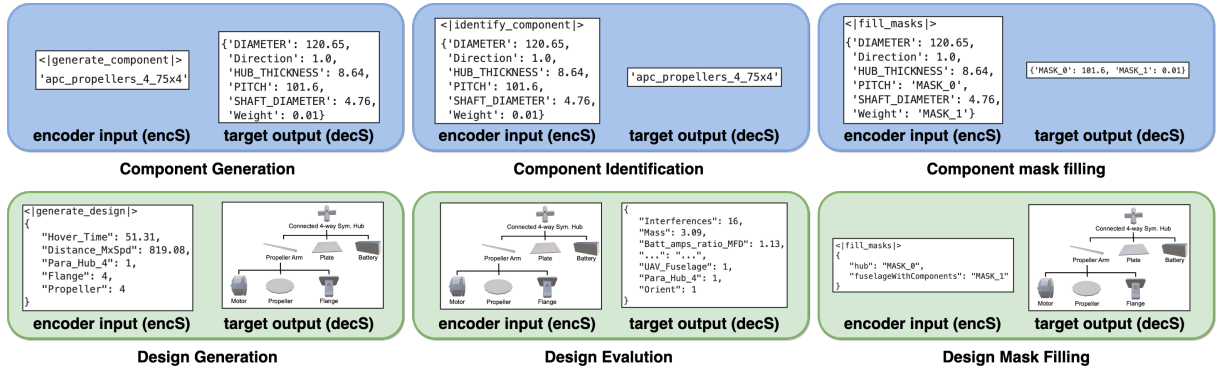 <|generate_component|>
'apc_propellers_4_75x4'
encoder input (encS)
{'DIAMETER': 120.65,
'Direction': 1.0,
'HUB_THICKNESS': 8.64,
'PITCH': 101.6,
'SHAFT_DIAMETER': 4.76,
'Weight': 0.01}
target output (decS)
Component Generation
<|identify_component|>
{'DIAMETER': 120.65,
'Direction': 1.0,
'HUB_THICKNESS': 8.64,
'PITCH': 101.6,
'SHAFT_DIAMETER': 4.76,
'Weight': 0.01}
encoder input (encS)
'apc_propellers_4_75x4'
target output (decS)
Component Identification
<|fill_masks|>
{'DIAMETER': 120.65,
'Direction': 1.0,
'HUB_THICKNESS': 8.64,
'PITCH': 'MASK_0',
'SHAFT_DIAMETER': 4.76,
'Weight': 'MASK_1'}
encoder input (encS)
{'MASK_0': 101.6, 'MASK_1': 0.01}
target output (decS)
Component mask filling
<|generate_design|>
{
"Hover_Time": 51.31,
"Distance_MxSpd": 819.08,
"Para_Hub_4": 1,
"Flange": 4,
"Propeller": 4
}
encoder input (encS)
Connected 4-way Sym. Hub
Propeller Arm
Plate
Battery
Motor
Propeller
Flange
target output (decS)
Design Generation
Connected 4-way Sym. Hub
Propeller Arm
Plate
Battery
Motor
Propeller
Flange
encoder input (encS)
{
"Interferences": 16,
"Mass": 3.09,
"Batt_amps_ratio_MFD": 1.13,
"...": "...",
"UAV_Fuselage": 1,
"Para_Hub_4": 1,
"Orient": 1
}
target output (decS)
Design Evalution
<|fill_masks|>
{
"hub": "MASK_0",
"fuselageWithComponents": "MASK_1"
}
encoder input (encS)
Connected 4-way Sym. Hub
Propeller Arm
Plate
Battery
Motor
Propeller
Flange
target output (decS)
Design Mask Filling